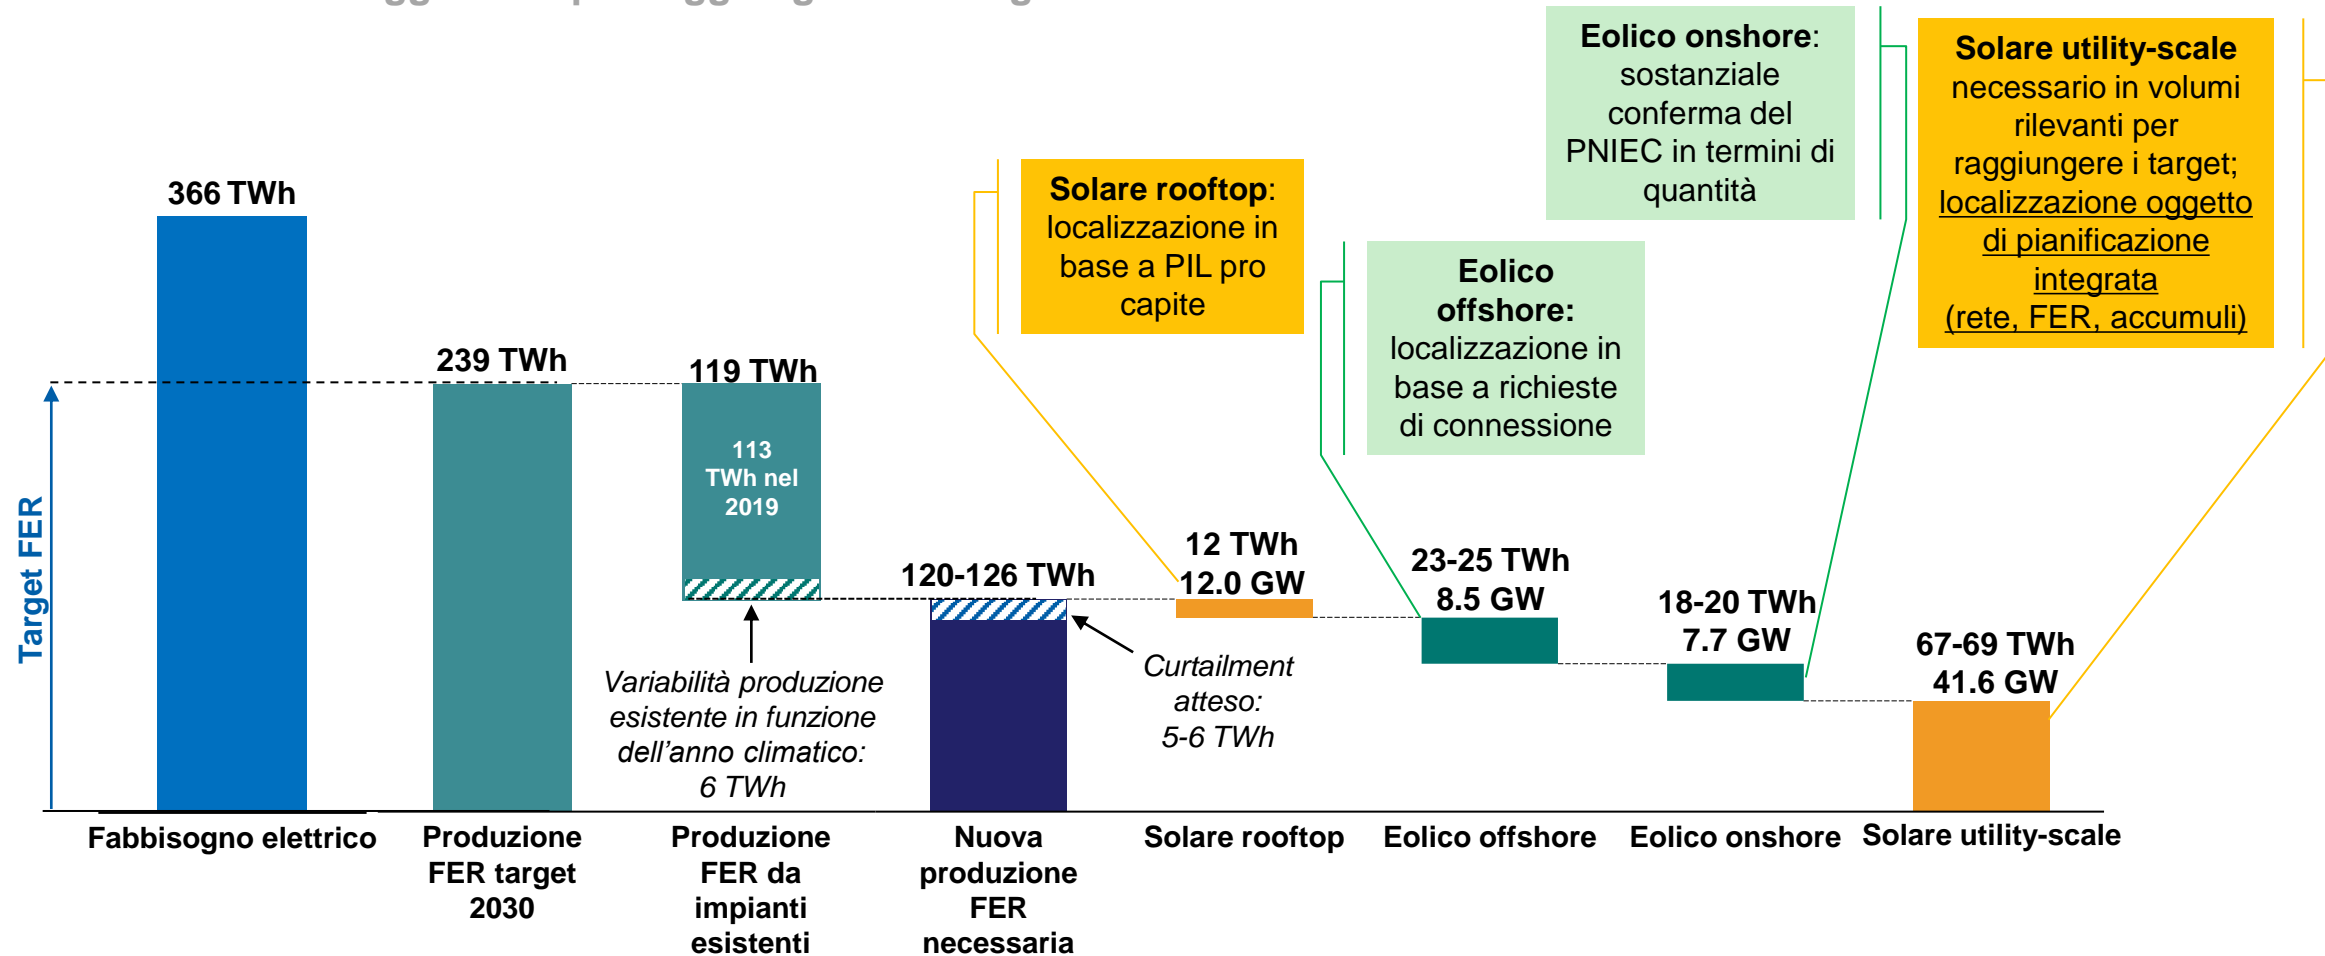 Eolico onshore:
sostanziale
conferma del
PNIEC in termini di
quantità
Solare utility-scale
necessario in volumi
rilevanti per
raggiungere i target;
localizzazione oggetto
di pianificazione
integrata
(rete, FER, accumuli)
Solare rooftop:
localizzazione in
base a PIL pro
capite
Eolico
offshore:
localizzazione in
base a richieste
di connessione
366 TWh
239 TWh
119 TWh
113
TWh nel
2019
Target FER
120-126 TWh
12 TWh
12.0 GW
23-25 TWh
8.5 GW
18-20 TWh
7.7 GW
67-69 TWh
41.6 GW
Variabilità produzione
esistente in funzione
dell'anno climatico:
6 TWh
Curtailment
atteso:
5-6 TWh
Fabbisogno elettrico
Produzione
FER target
2030
Produzione
FER da
impianti
esistenti
Nuova
produzione
FER
necessaria
Solare rooftop
Eolico offshore
Eolico onshore
Solare utility-scale